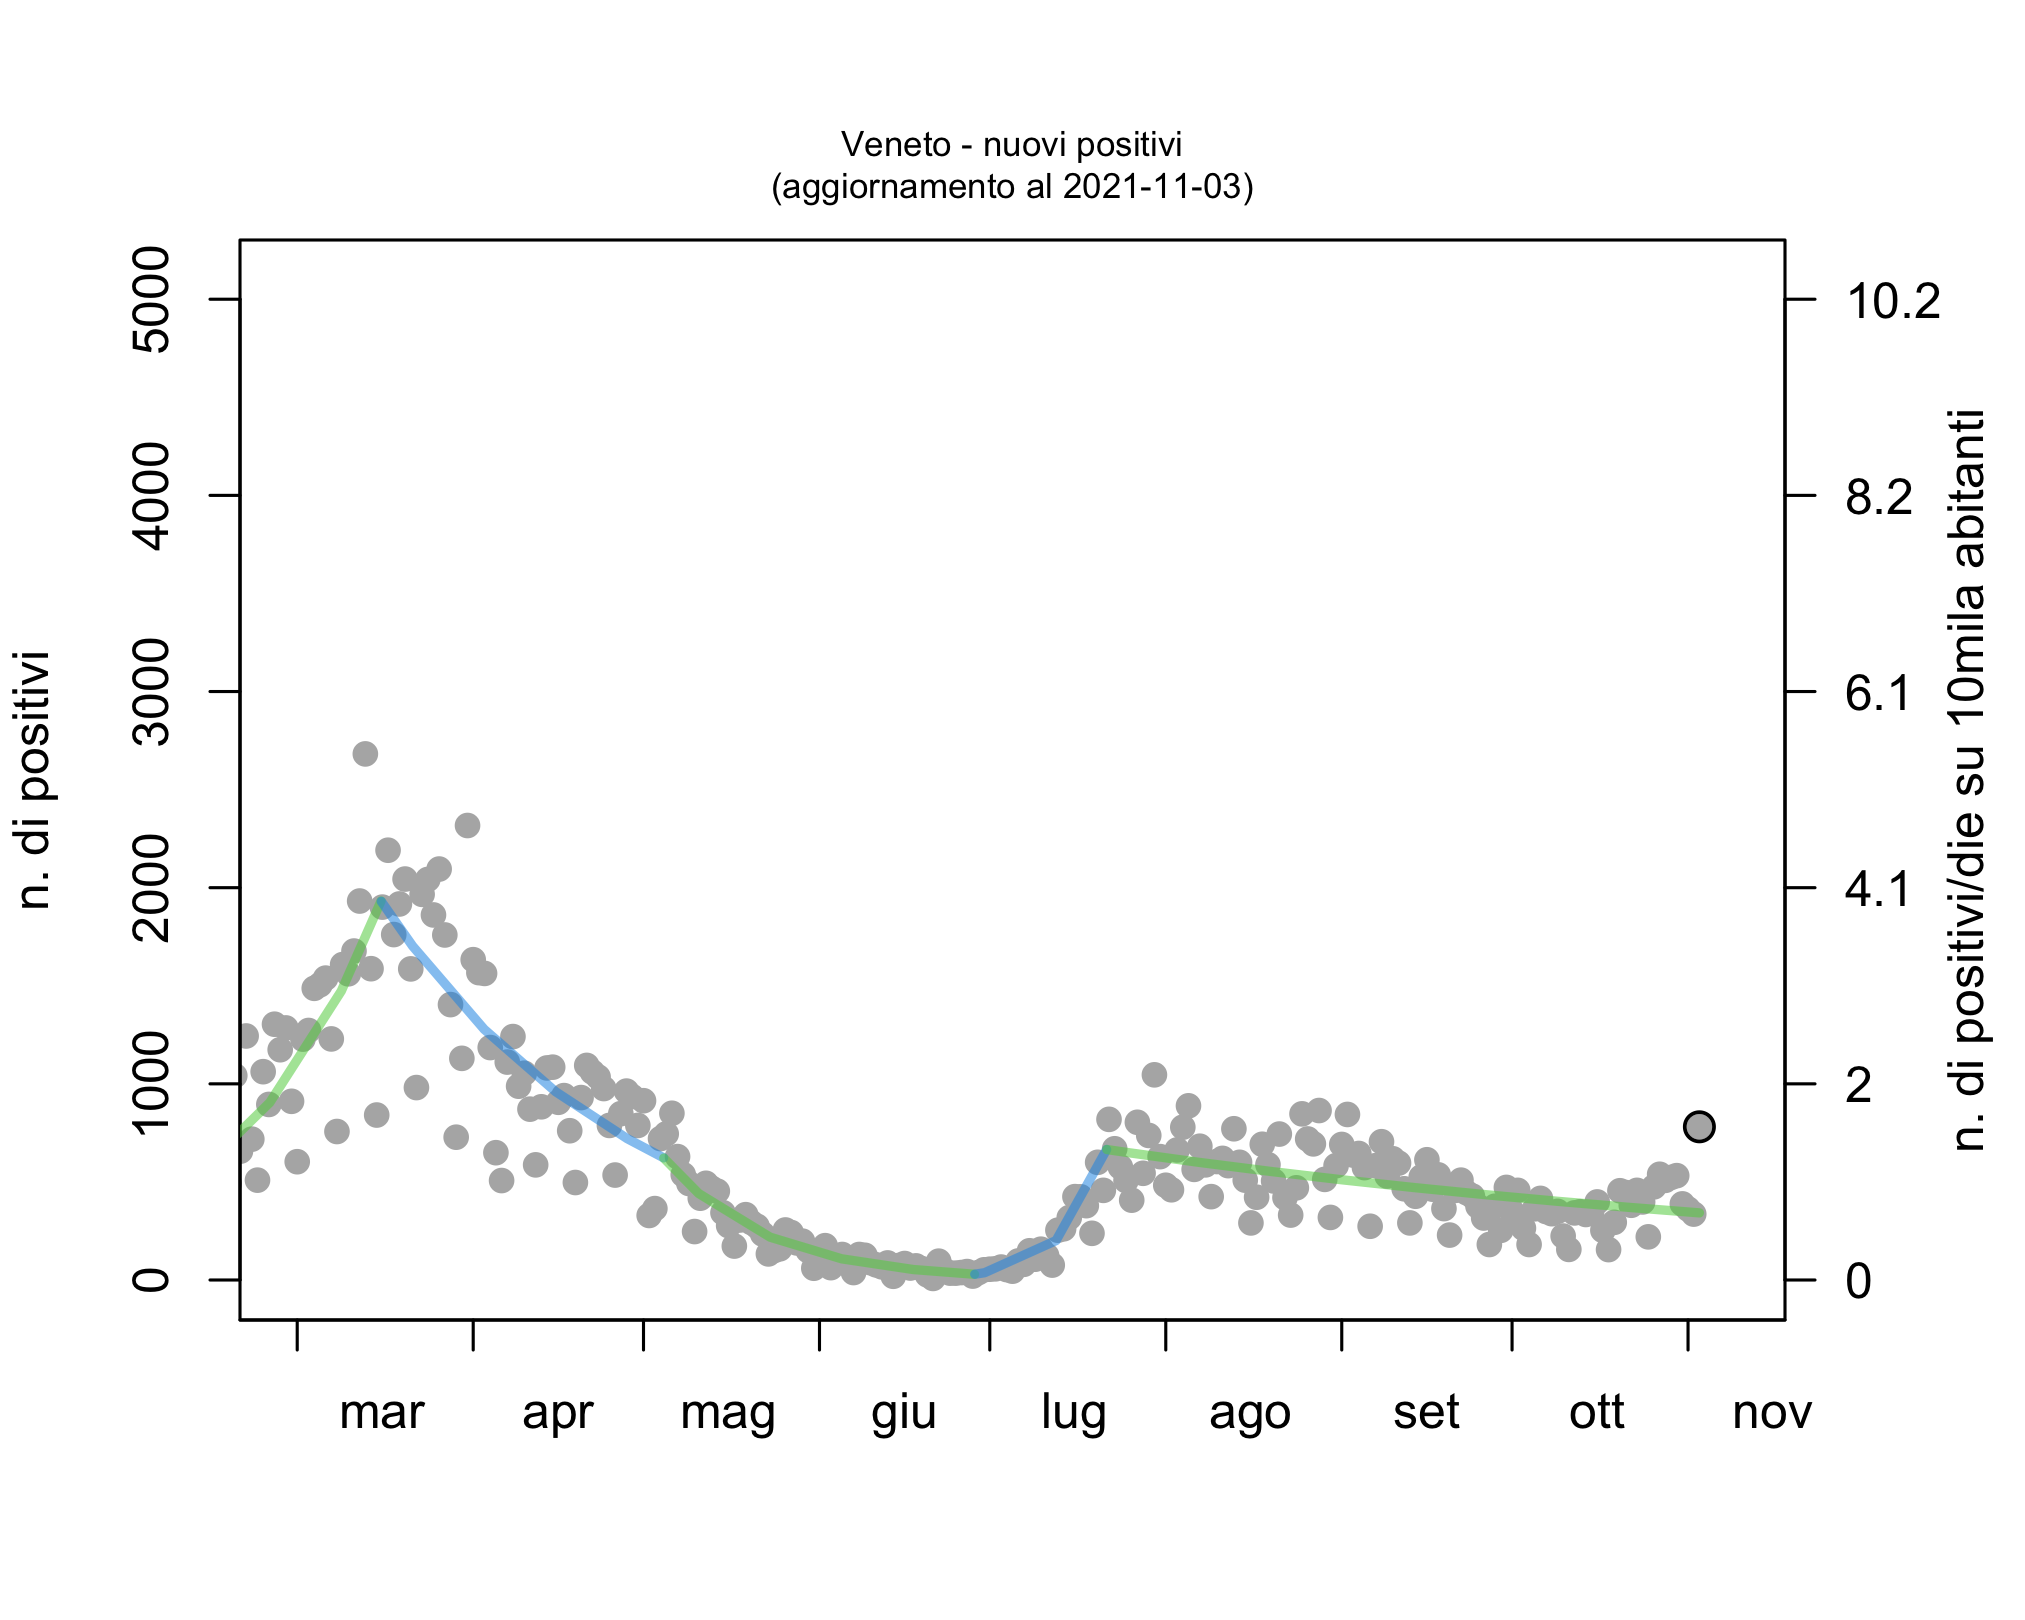 Veneto - nuovi positivi
(aggiornamento al 2021-11-03)
n. di positivi
5000
4000
3000
2000
1000
0
10.2
8.2
6.1
4.1
2
0
n. di positivi/die su 10mila abitanti
mar apr mag giu lug ago set ott nov